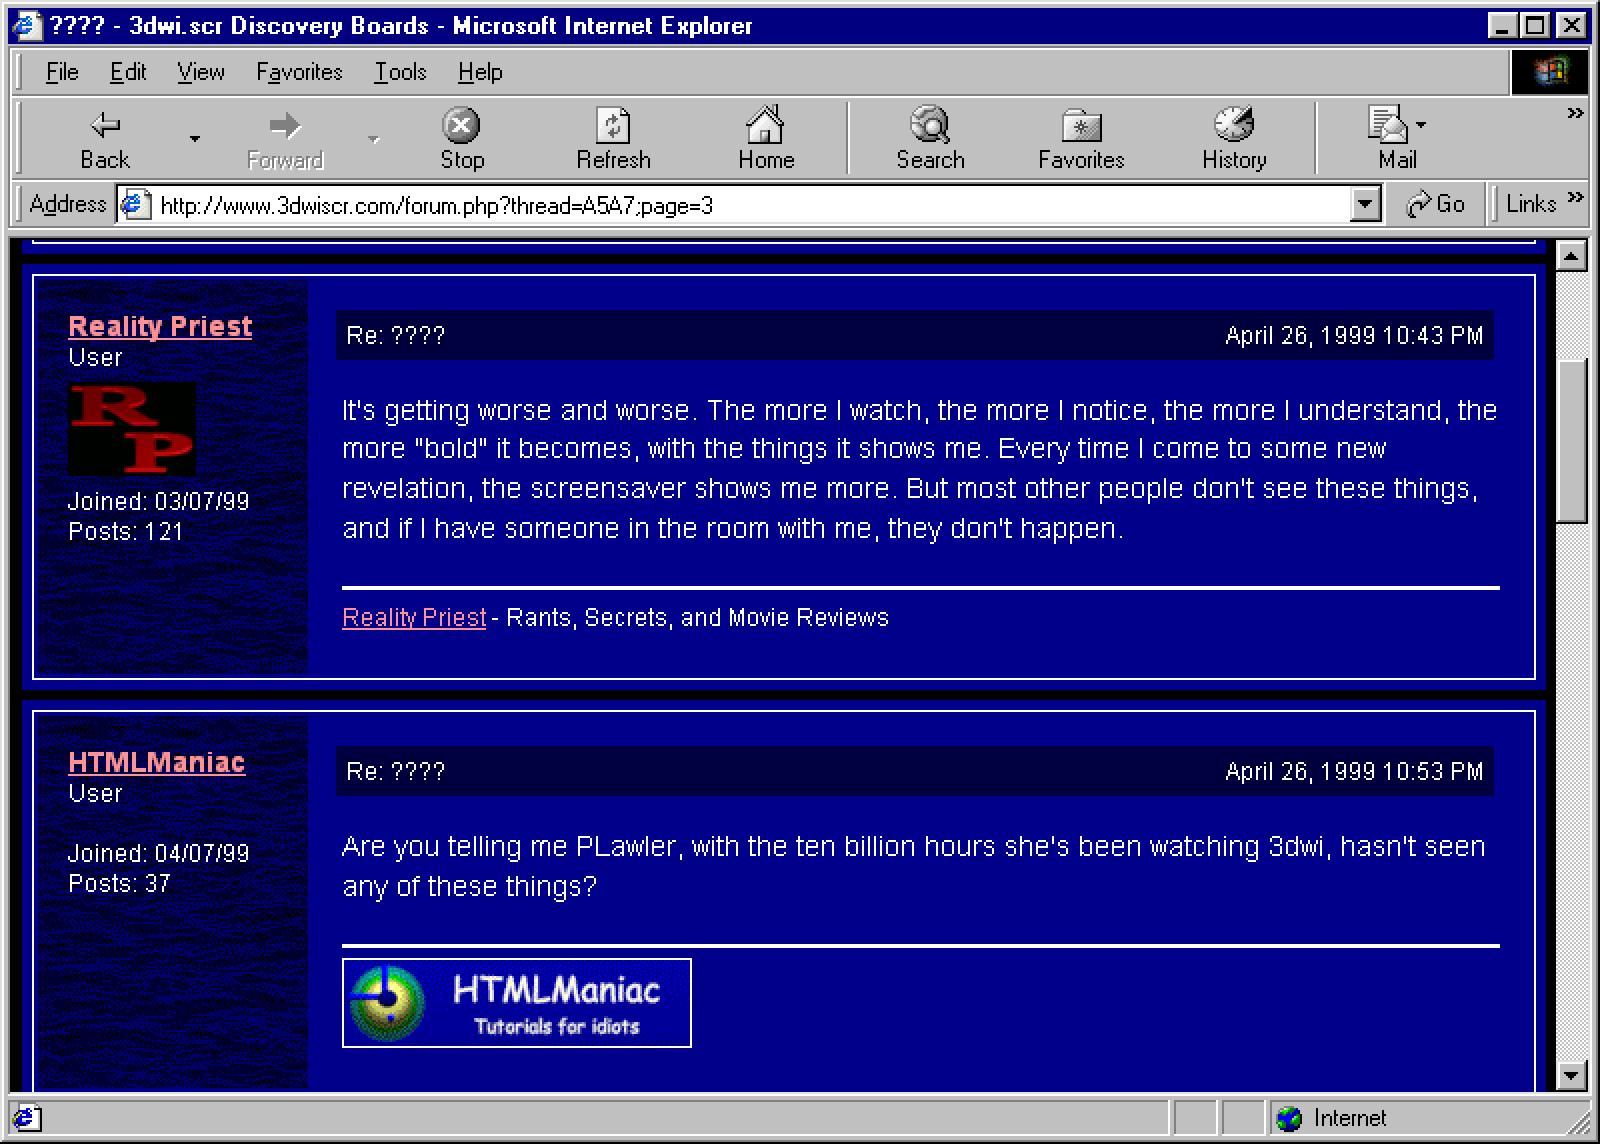 ???? - 3dwi.scr Discovery Boards - Microsoft Internet Explorer
File Edit View Favorites Tools Help
Back Forward Stop Refresh Home Search Favorites History Mail »
Address http://www.3dwiscr.com/forum.php?thread=A5A7;page=3 Go Links »
Reality Priest
User
RP
Joined: 03/07/99
Posts: 121
Re: ???? April 26, 1999 10:43 PM
It's getting worse and worse. The more I watch, the more I notice, the more I understand, the
more "bold" it becomes, with the things it shows me. Every time I come to some new
revelation, the screensaver shows me more. But most other people don't see these things,
and if I have someone in the room with me, they don't happen.
Reality Priest - Rants, Secrets, and Movie Reviews
HTMLManiac
User
Joined: 04/07/99
Posts: 37
Re: ???? April 26, 1999 10:53 PM
Are you telling me PLawler, with the ten billion hours she's been watching 3dwi, hasn't seen
any of these things?
HTMLManiac
Tutorials for idiots
Internet